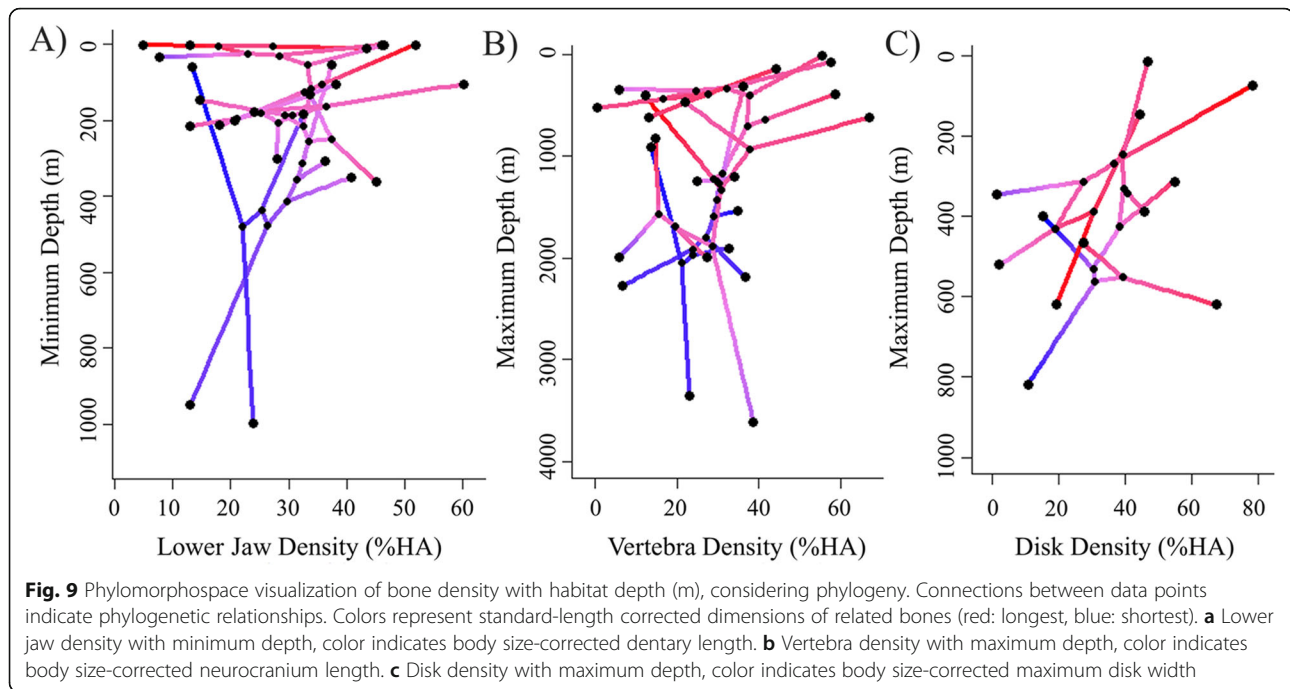 A)
Minimum Depth (m)
0
200
400
600
800
1000
0 10 20 30 40 50 60
Lower Jaw Density (%HA)
B)
Maximum Depth (m)
0
1000
2000
3000
4000
0 20 40 60
Vertebra Density (%HA)
C)
Maximum Depth (m)
0
200
400
600
800
1000
0 20 40 60 80
Disk Density (%HA)
Fig. 9 Phylomorphospace visualization of bone density with habitat depth (m), considering phylogeny. Connections between data points
indicate phylogenetic relationships. Colors represent standard-length corrected dimensions of related bones (red: longest, blue: shortest). a Lower
jaw density with minimum depth, color indicates body size-corrected dentary length. b Vertebra density with maximum depth, color indicates
body size-corrected neurocranium length. c Disk density with maximum depth, color indicates body size-corrected maximum disk width